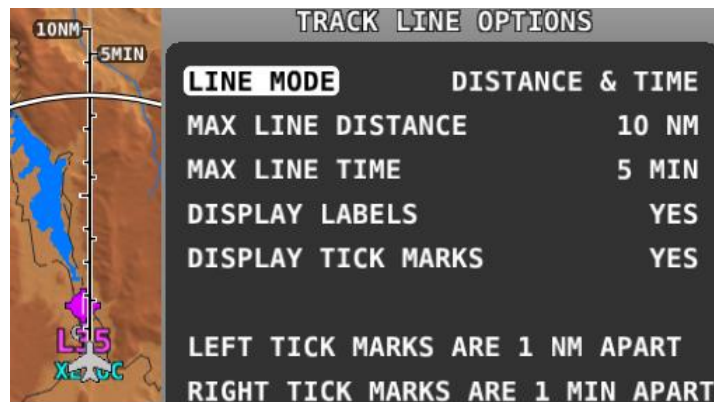 10NM
5MIN
L35
TRACK LINE OPTIONS
LINE MODE DISTANCE & TIME
MAX LINE DISTANCE 10 NM
MAX LINE TIME 5 MIN
DISPLAY LABELS YES
DISPLAY TICK MARKS YES
LEFT TICK MARKS ARE 1 NM APART
RIGHT TICK MARKS ARE 1 MIN APART